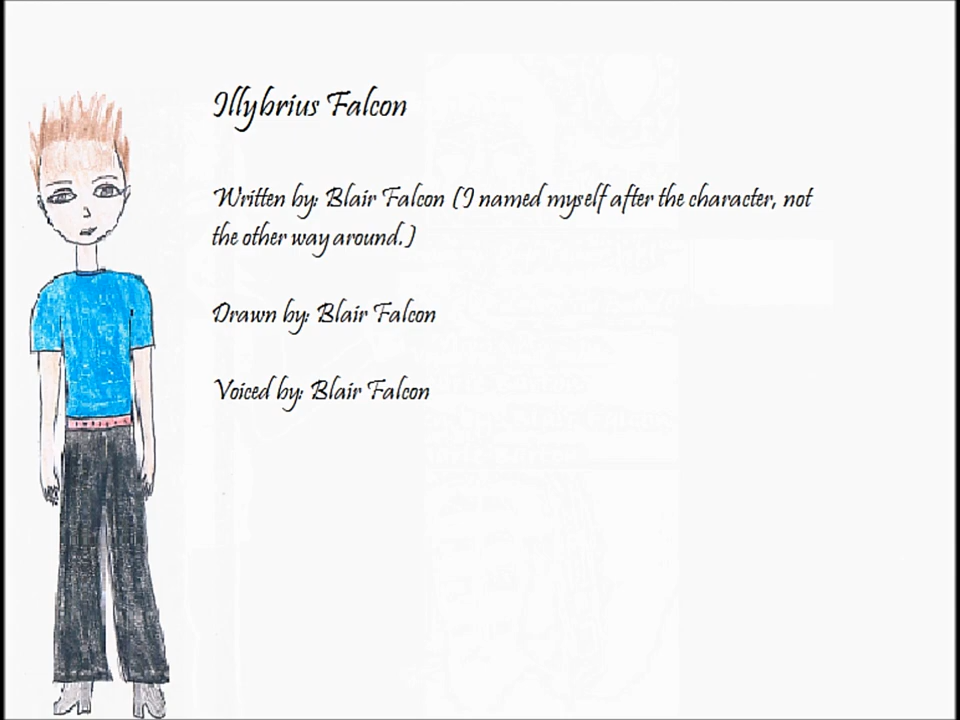 Illybrius Falcon
Written by: Blair Falcon (I named myself after the character, not
the other way around.)
Drawn by: Blair Falcon
Voiced by: Blair Falcon